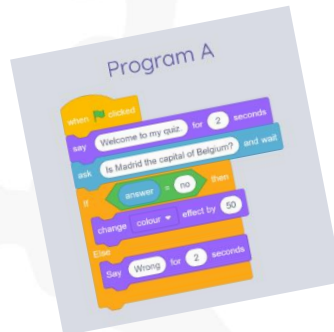 Program A
when clicked
say Welcome to my quiz. for 2 seconds
ask Is Madrid the capital of Belgium? and wait
If answer = no then
change colour effect by 50
Else
Say Wrong for 2 seconds